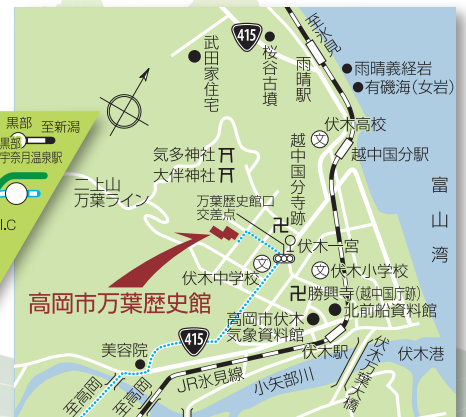 至氷見
415
武田家住宅
桜谷古墳
雨晴駅
雨晴義経岩
有磯海(女岩)
黒部
至新潟
黒部
宇奈月温泉駅
I.C
伏木高校
越中国分駅
気多神社
大伴神社
越中国分寺跡
二上山
万葉ライン
万葉歴史館口
交差点
富山湾
伏木一宮
伏木中学校
伏木小学校
高岡市万葉歴史館
勝興寺(越中国庁跡)
北前船資料館
高岡市伏木
気象資料館
415
美容院
伏木駅
伏木港
伏木万葉大橋
JR氷見線
小矢部川
至高岡
至高岡